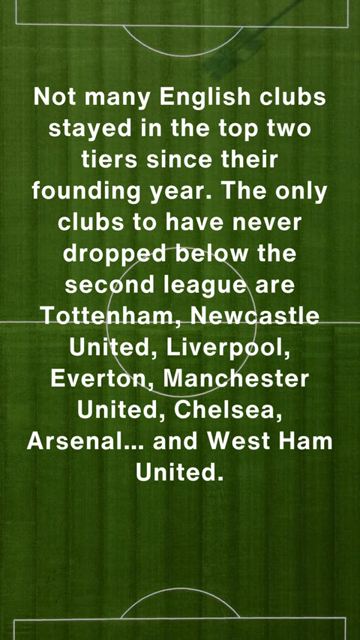 Not many English clubs
stayed in the top two
tiers since their
founding year. The only
clubs to have never
dropped below the
second league are
Tottenham, Newcastle
United, Liverpool,
Everton, Manchester
United, Chelsea,
Arsenal... and West Ham
United.